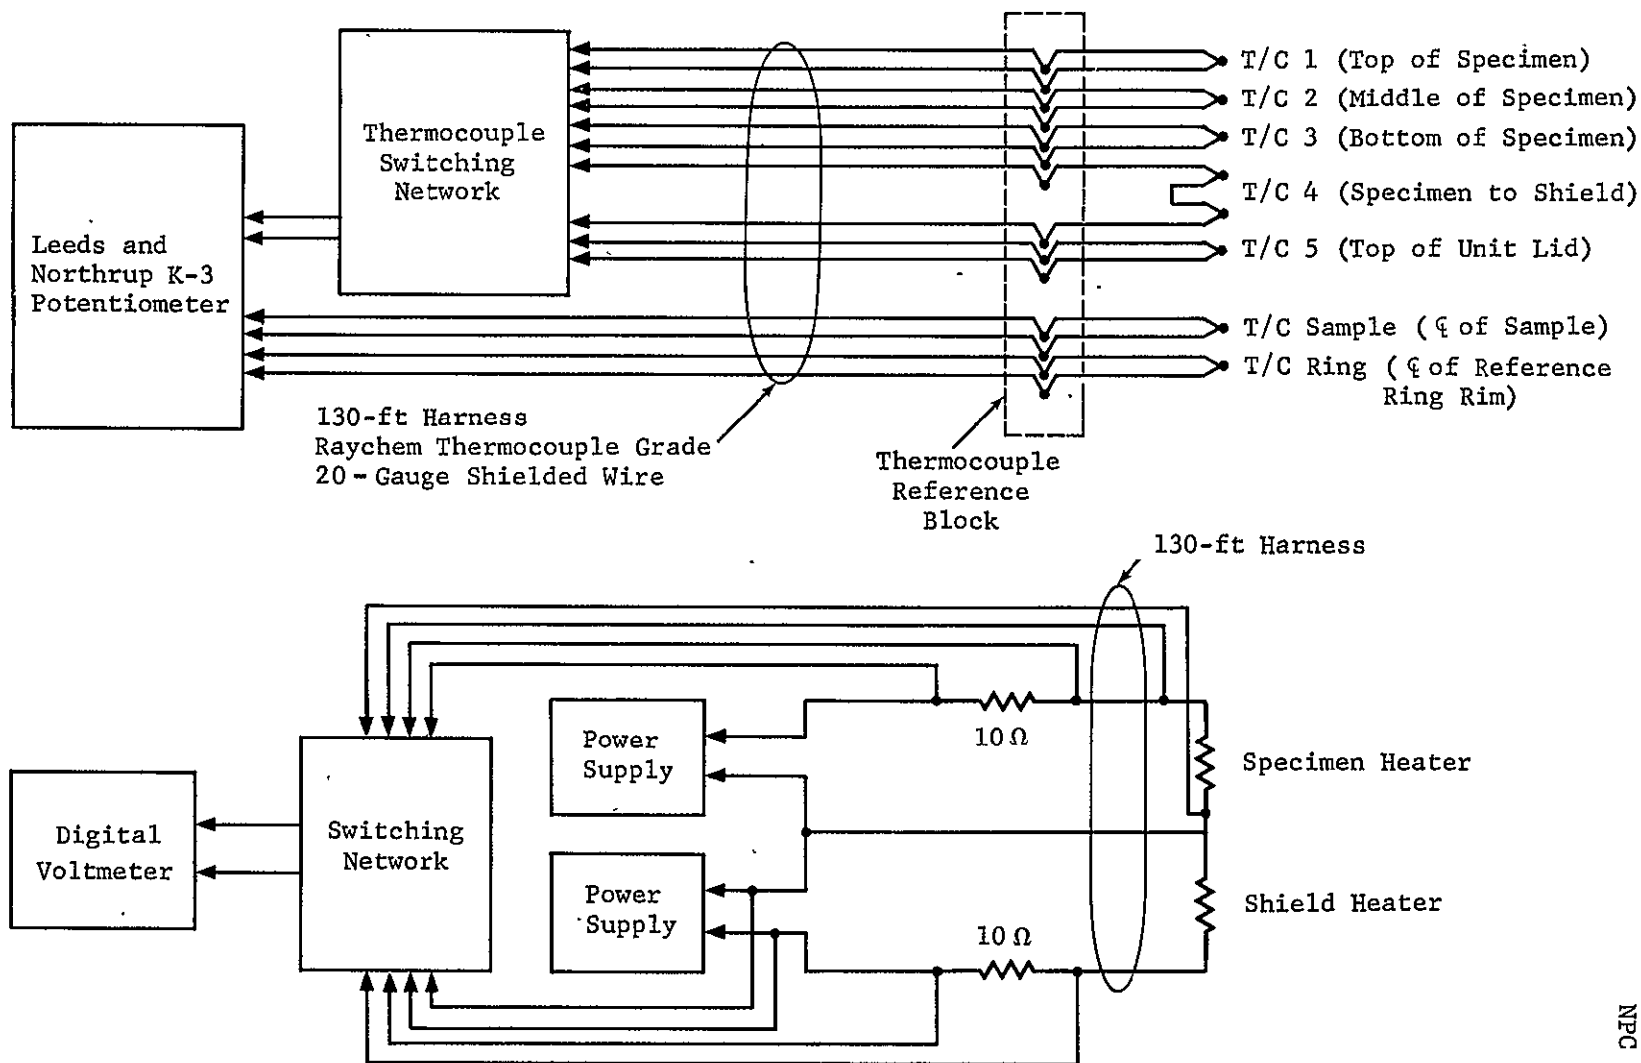 T/C 1 (Top of Specimen)
T/C 2 (Middle of Specimen)
T/C 3 (Bottom of Specimen)
T/C 4 (Specimen to Shield)
T/C 5 (Top of Unit Lid)
T/C Sample (℄ of Sample)
T/C Ring (℄ of Reference
Ring Rim)
Thermocouple
Switching
Network
Leeds and
Northrup K-3
Potentiometer
130-ft Harness
Raychem Thermocouple Grade
20-Gauge Shielded Wire
Thermocouple
Reference
Block
130-ft Harness
Power
Supply
10 Ω
Specimen Heater
Digital
Voltmeter
Switching
Network
Power
Supply
10 Ω
Shield Heater
NPC